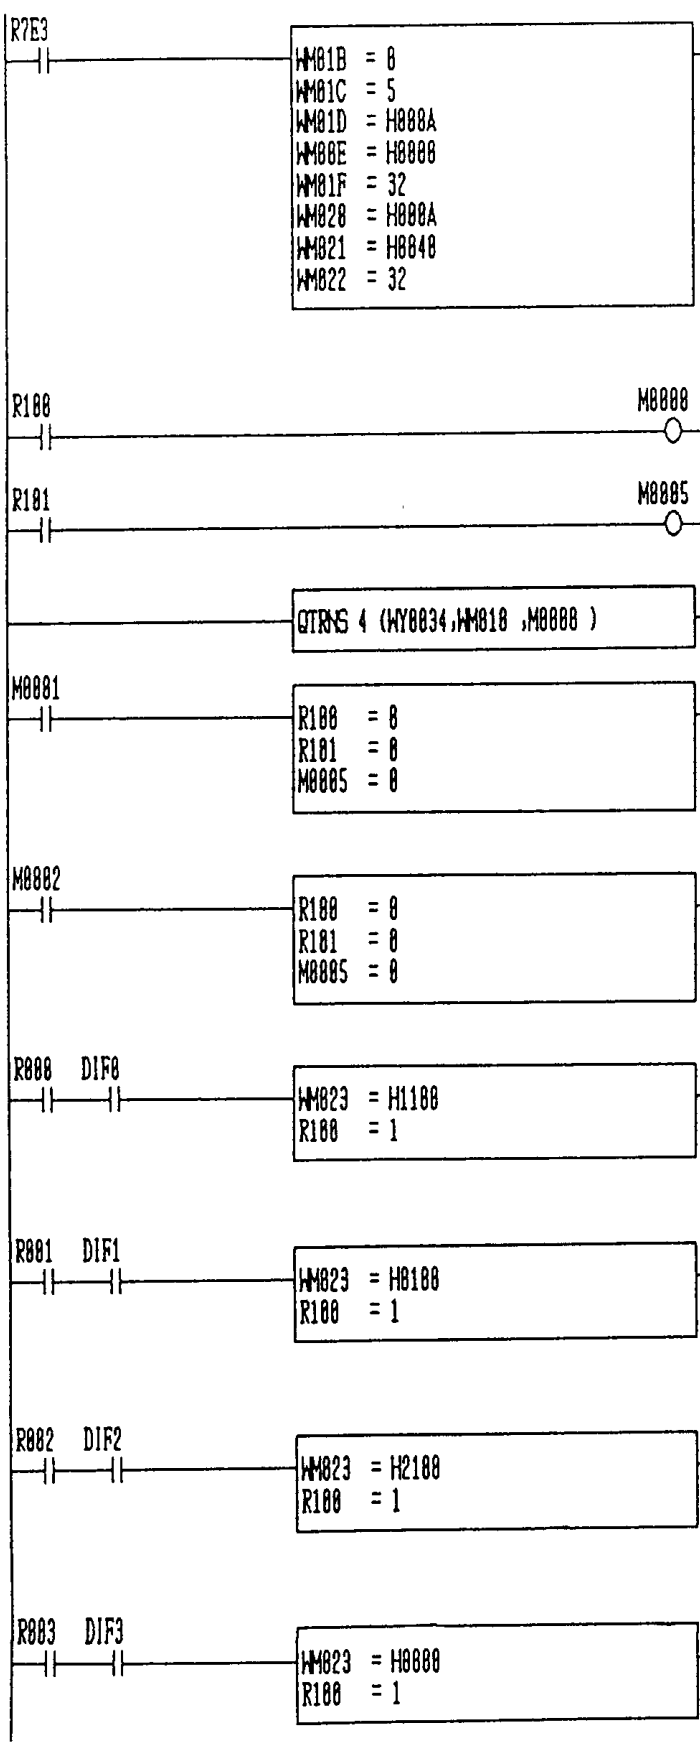 R7E3
WM01B = 0
WM01C = 5
WM01D = H000A
WM00E = H0000
WM01F = 32
WM020 = H000A
WM021 = H0040
WM022 = 32
R100 M0000
R101 M0005
QTRNS 4 (WY0034,WM018 ,M0000 )
M0001
R100 = 0
R101 = 0
M0005 = 0
M0002
R100 = 0
R101 = 0
M0005 = 0
R000 DIF0
WM023 = H1100
R100 = 1
R001 DIF1
WM023 = H0100
R100 = 1
R002 DIF2
WM023 = H2100
R100 = 1
R003 DIF3
WM023 = H0000
R100 = 1